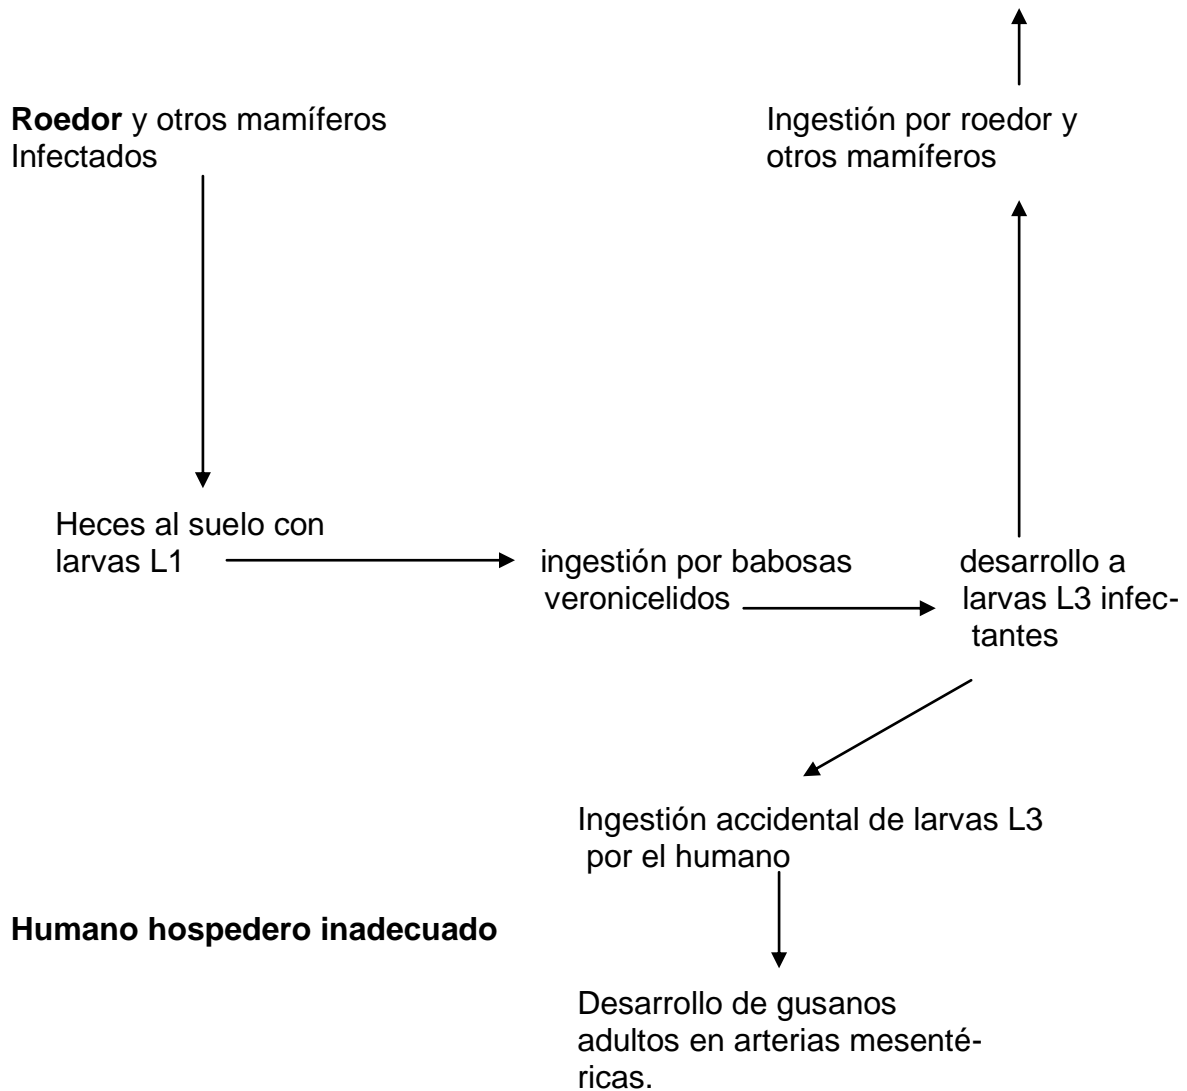 Roedor y otros mamíferos
Infectados
Ingestión por roedor y
otros mamíferos
Heces al suelo con
larvas L1
ingestión por babosas
veronicelidos
desarrollo a
larvas L3 infec-
tantes
Ingestión accidental de larvas L3
por el humano
Humano hospedero inadecuado
Desarrollo de gusanos
adultos en arterias mesenté-
ricas.